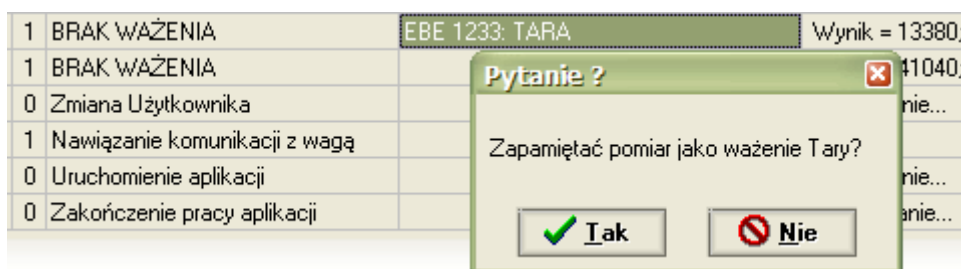 1 BRAK WAŻENIA EBE 1233: TARA Wynik = 13380;
1 BRAK WAŻENIA 41040;
Pytanie ?
0 Zmiana Użytkownika nie...
1 Nawiązanie komunikacji z wagą
Zapamiętać pomiar jako ważenie Tary?
0 Uruchomienie aplikacji nie...
0 Zakończenie pracy aplikacji anie...
Tak Nie